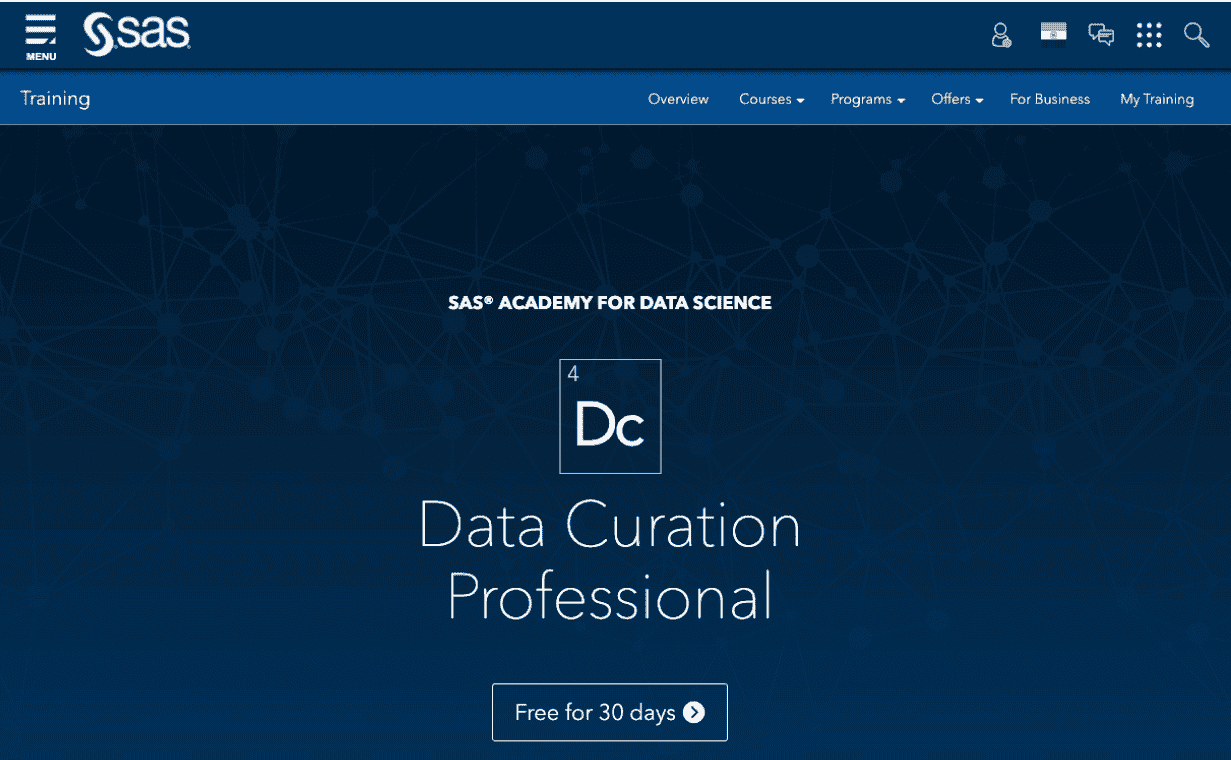 MENU
sas
Training
Overview
Courses
Programs
Offers
For Business
My Training
SAS® ACADEMY FOR DATA SCIENCE
4
Dc
Data Curation
Professional
Free for 30 days